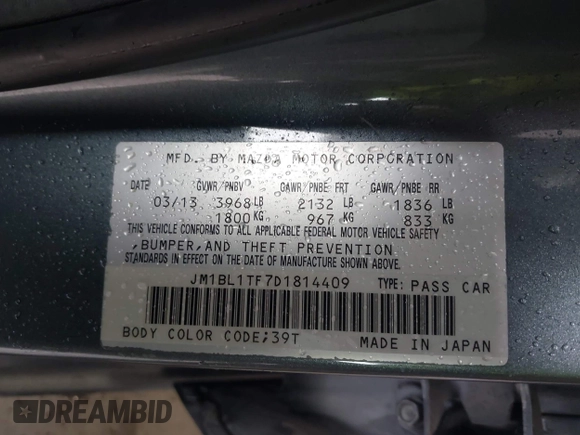 MFD. BY MAZDA MOTOR CORPORATION
DATE GVWR/PNBV GAWR/PNBE FRT GAWR/PNBE RR
03/13 3968 LB 2132 LB 1836 LB
1800 KG 967 KG 833 KG
THIS VEHICLE CONFORMS TO ALL APPLICABLE FEDERAL MOTOR VEHICLE SAFETY
,BUMPER,AND THEFT PREVENTION
STANDARDS IN EFFECT ON THE DATE OF MANUFACTURE SHOWN ABOVE.
JM1BL1TF7D1814409 TYPE: PASS CAR
BODY COLOR CODE;39T MADE IN JAPAN
DREAMBID